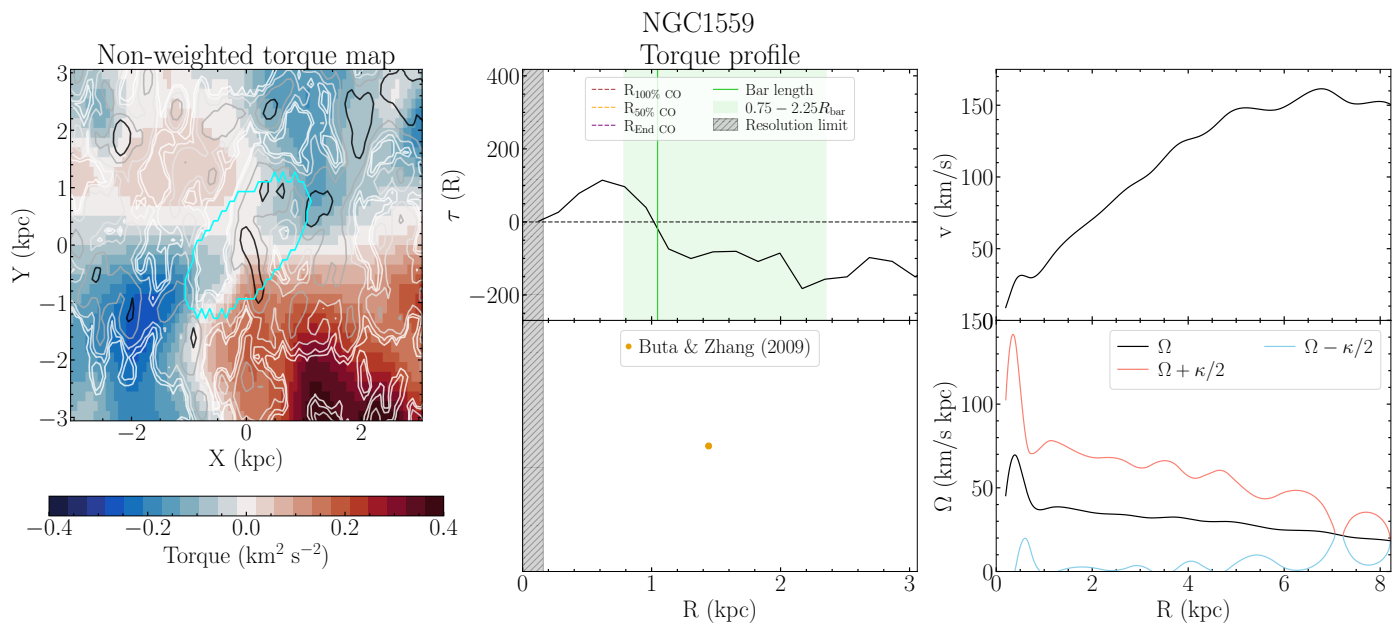 NGC1559
Non-weighted torque map
Torque profile
3
2
1
0
−1
−2
−3
Y (kpc)
−2
0
2
X (kpc)
−0.4
−0.2
0.0
0.2
0.4
Torque (km² s⁻²)
400
200
0
−200
τ (R)
R100% CO
R50% CO
REnd CO
Bar length
0.75 − 2.25Rbar
Resolution limit
Buta & Zhang (2009)
0
1
2
3
R (kpc)
150
100
50
v (km/s)
150
100
50
0
Ω (km/s kpc)
Ω
Ω + κ/2
Ω − κ/2
0
2
4
6
8
R (kpc)